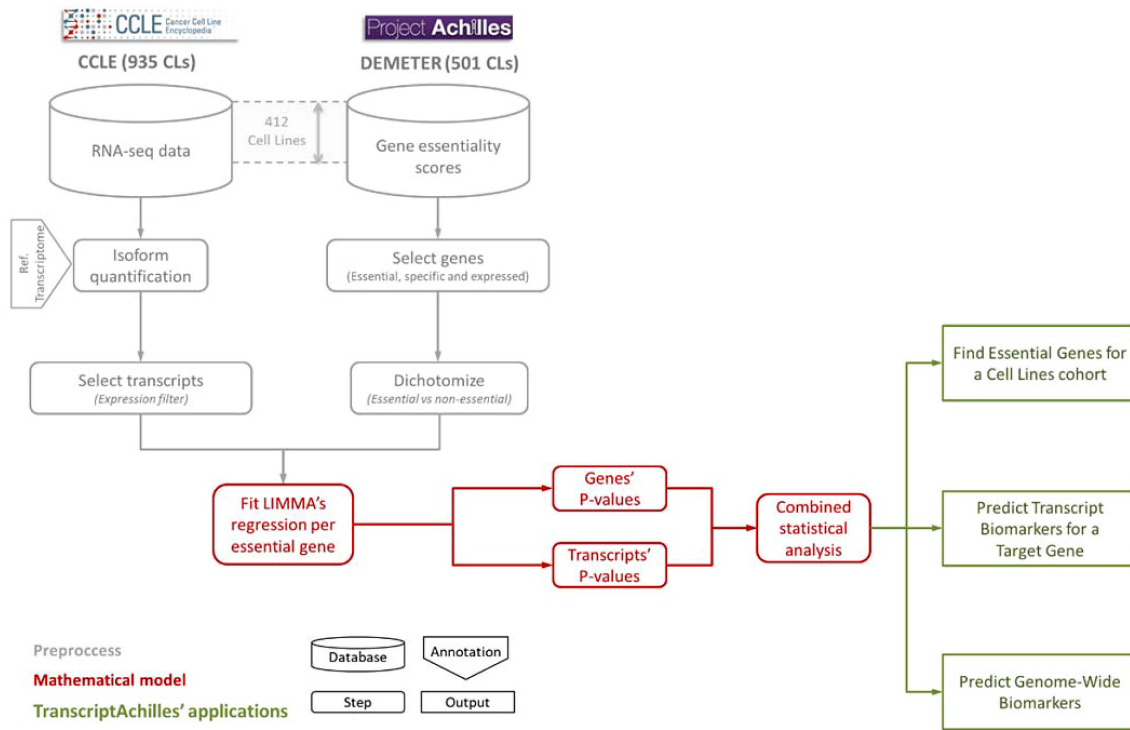 CCLE Cancer Cell Line
Encyclopedia
Project Achilles
CCLE (935 CLs)
DEMETER (501 CLs)
RNA-seq data
412
Cell Lines
Gene essentiality
scores
Ref.
Transcriptome
Isoform
quantification
Select genes
(Essential, specific and expressed)
Select transcripts
(Expression filter)
Dichotomize
(Essential vs non-essential)
Fit LIMMA's
regression per
essential gene
Genes'
P-values
Transcripts'
P-values
Combined
statistical
analysis
Find Essential Genes for
a Cell Lines cohort
Predict Transcript
Biomarkers for a
Target Gene
Predict Genome-Wide
Biomarkers
Preproccess
Mathematical model
TranscriptAchilles' applications
Database
Annotation
Step
Output